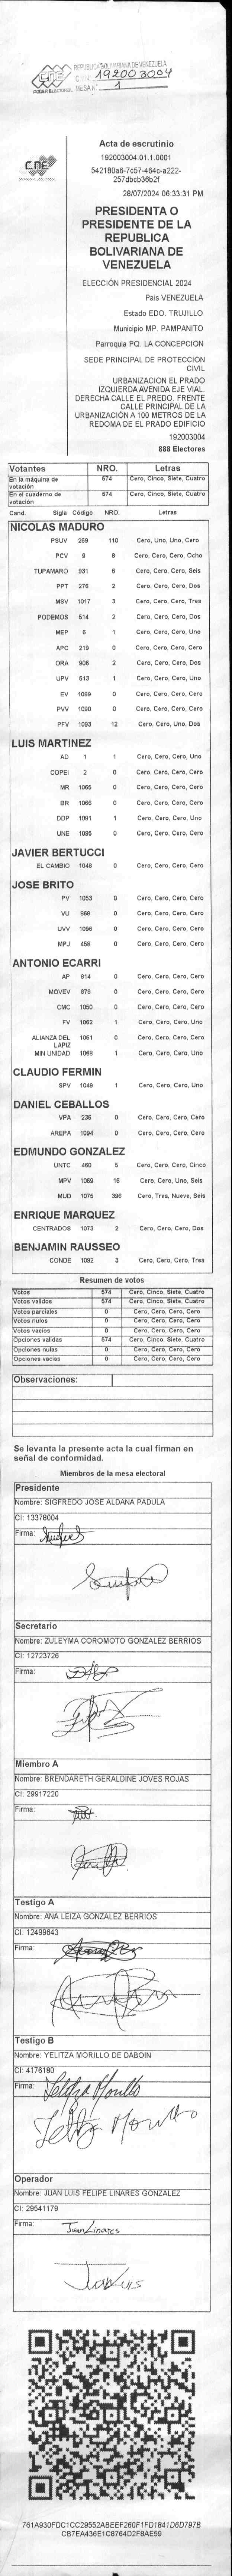 REPUBLICA BOLIVARIANA DE VENEZUELA
CNE
192003004
PODER ELECTORAL
MESA N° 1
CNE
Acta de escrutinio
192003004.01.1.0001
542180a6-7c57-464c-a222-
257dbcb36b2f
28/07/2024 06:33:31 PM
PRESIDENTA O
PRESIDENTE DE LA
REPUBLICA
BOLIVARIANA DE
VENEZUELA
ELECCIÓN PRESIDENCIAL 2024
País VENEZUELA
Estado EDO. TRUJILLO
Municipio MP. PAMPANITO
Parroquia PQ. LA CONCEPCION
SEDE PRINCIPAL DE PROTECCION
CIVIL
URBANIZACION EL PRADO
IZQUIERDA AVENIDA EJE VIAL.
DERECHA CALLE EL PREDO. FRENTE
CALLE PRINCIPAL DE LA
URBANIZACIÓN A 100 METROS DE LA
REDOMA DE EL PRADO EDIFICIO
192003004
888 Electores
Votantes NRO. Letras
En la máquina de votación 574 Cero, Cinco, Siete, Cuatro
En el cuaderno de votación 574 Cero, Cinco, Siete, Cuatro
Cand. Sigla Código NRO. Letras
NICOLAS MADURO
PSUV 269 110 Cero, Uno, Uno, Cero
PCV 9 8 Cero, Cero, Cero, Ocho
TUPAMARO 931 6 Cero, Cero, Cero, Seis
PPT 276 2 Cero, Cero, Cero, Dos
MSV 1017 3 Cero, Cero, Cero, Tres
PODEMOS 514 2 Cero, Cero, Cero, Dos
MEP 6 1 Cero, Cero, Cero, Uno
APC 219 0 Cero, Cero, Cero, Cero
ORA 906 2 Cero, Cero, Cero, Dos
UPV 613 1 Cero, Cero, Cero, Uno
EV 1089 0 Cero, Cero, Cero, Cero
PVV 1090 0 Cero, Cero, Cero, Cero
PFV 1093 12 Cero, Cero, Uno, Dos
LUIS MARTINEZ
AD 1 1 Cero, Cero, Cero, Uno
COPEI 2 0 Cero, Cero, Cero, Cero
MR 1065 0 Cero, Cero, Cero, Cero
BR 1066 0 Cero, Cero, Cero, Cero
DDP 1091 1 Cero, Cero, Cero, Uno
UNE 1095 0 Cero, Cero, Cero, Cero
JAVIER BERTUCCI
EL CAMBIO 1048 0 Cero, Cero, Cero, Cero
JOSE BRITO
PV 1053 0 Cero, Cero, Cero, Cero
VU 968 0 Cero, Cero, Cero, Cero
UVV 1096 0 Cero, Cero, Cero, Cero
MPJ 458 0 Cero, Cero, Cero, Cero
ANTONIO ECARRI
AP 814 0 Cero, Cero, Cero, Cero
MOVEV 878 0 Cero, Cero, Cero, Cero
CMC 1050 0 Cero, Cero, Cero, Cero
FV 1062 1 Cero, Cero, Cero, Uno
ALIANZA DEL LAPIZ 1051 0 Cero, Cero, Cero, Cero
MIN UNIDAD 1068 1 Cero, Cero, Cero, Uno
CLAUDIO FERMIN
SPV 1049 1 Cero, Cero, Cero, Uno
DANIEL CEBALLOS
VPA 236 0 Cero, Cero, Cero, Cero
AREPA 1094 0 Cero, Cero, Cero, Cero
EDMUNDO GONZALEZ
UNTC 460 5 Cero, Cero, Cero, Cinco
MPV 1069 16 Cero, Cero, Uno, Seis
MUD 1075 396 Cero, Tres, Nueve, Seis
ENRIQUE MARQUEZ
CENTRADOS 1073 2 Cero, Cero, Cero, Dos
BENJAMIN RAUSSEO
CONDE 1092 3 Cero, Cero, Cero, Tres
Resumen de votos
Votos 574 Cero, Cinco, Siete, Cuatro
Votos validos 574 Cero, Cinco, Siete, Cuatro
Votos parciales 0 Cero, Cero, Cero, Cero
Votos nulos 0 Cero, Cero, Cero, Cero
Votos vacios 0 Cero, Cero, Cero, Cero
Opciones validas 574 Cero, Cinco, Siete, Cuatro
Opciones nulas 0 Cero, Cero, Cero, Cero
Opciones vacias 0 Cero, Cero, Cero, Cero
Observaciones:
Se levanta la presente acta la cual firman en
señal de conformidad.
Miembros de la mesa electoral
Presidente
Nombre: SIGFREDO JOSE ALDANA PADULA
CI: 13378004
Firma:
Secretario
Nombre: ZULEYMA COROMOTO GONZALEZ BERRIOS
CI: 12723726
Firma:
Miembro A
Nombre: BRENDARETH GERALDINE JOVES ROJAS
CI: 29917220
Firma:
Testigo A
Nombre: ANA LEIZA GONZALEZ BERRIOS
CI: 12499643
Firma:
Testigo B
Nombre: YELITZA MORILLO DE DABOIN
CI: 4176180
Firma: Yelitza Morillo
Operador
Nombre: JUAN LUIS FELIPE LINARES GONZALEZ
CI: 29541179
Firma: Juan Linares
Juan Luis
761A930FDC1CC29552ABEEF260F1FD1841D6D797B
CB7EA436E1C8764D2F8AE59